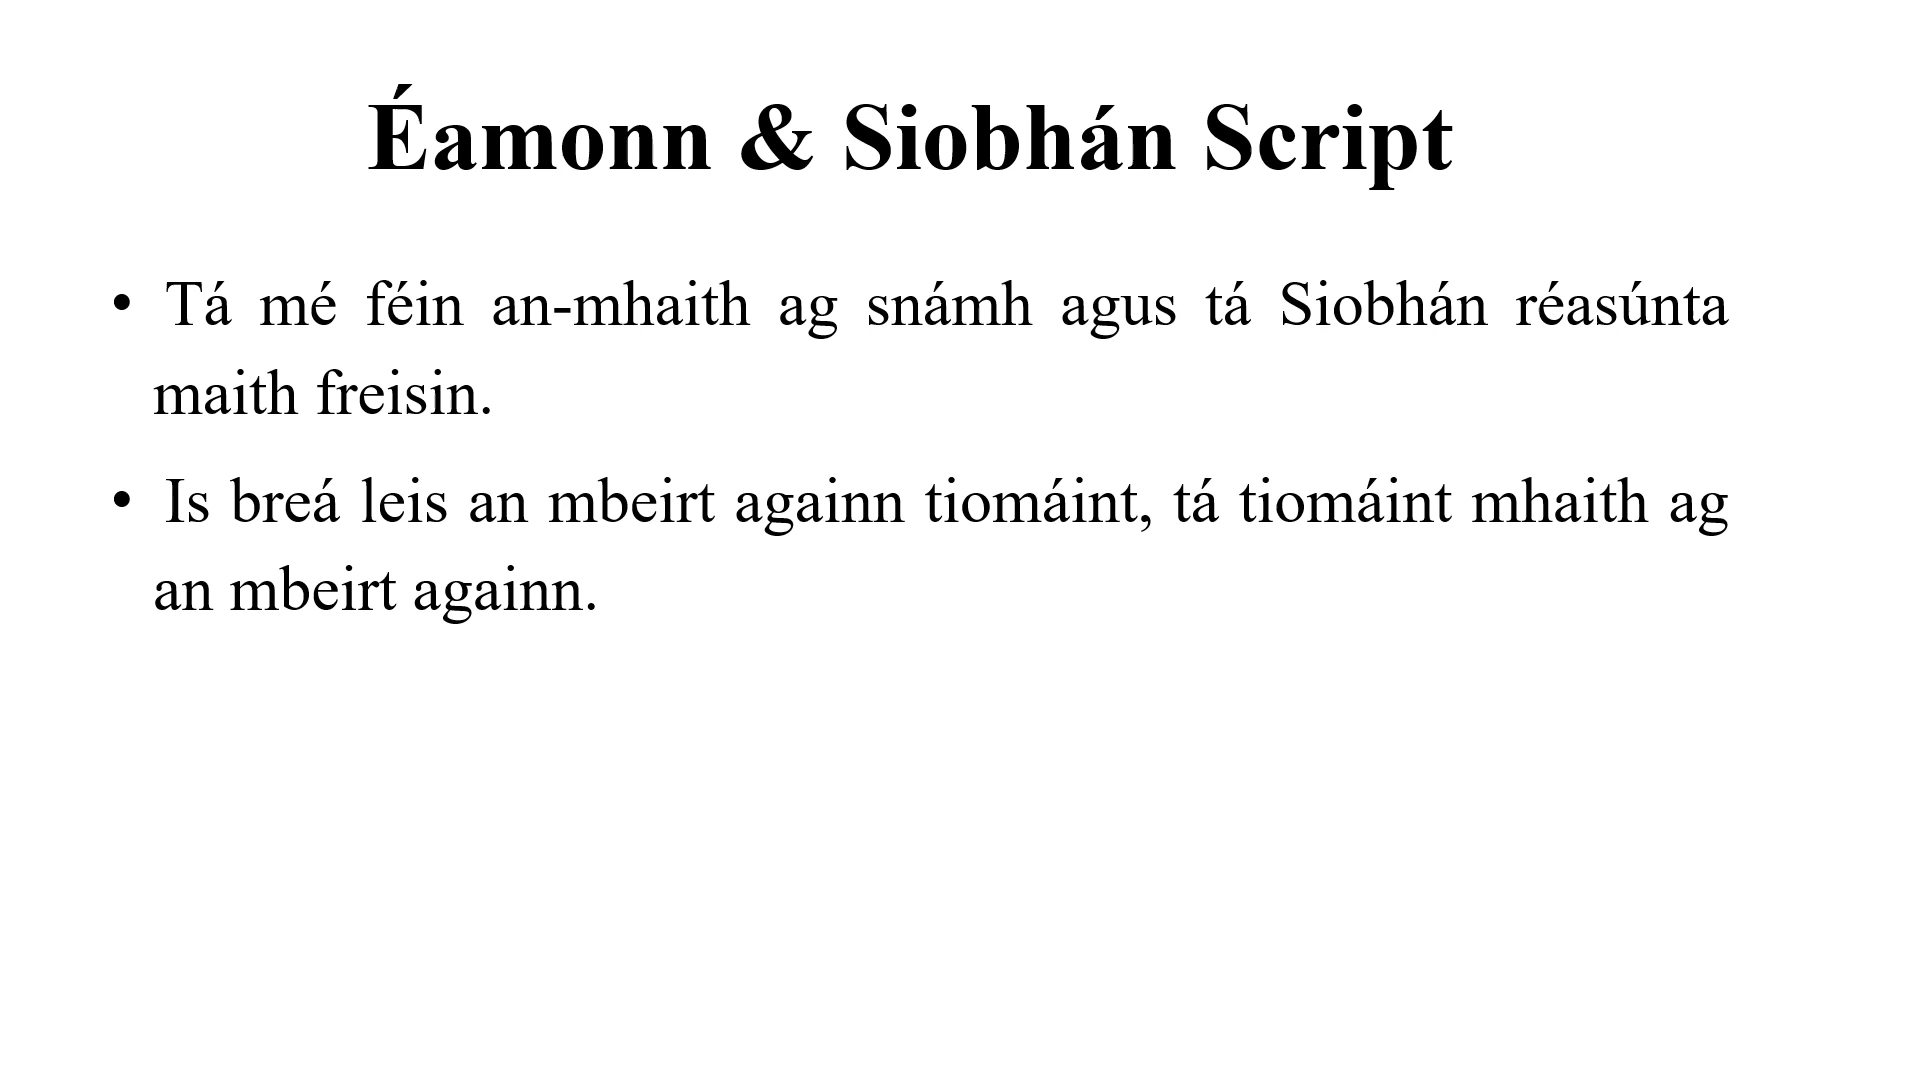 Éamonn & Siobhán Script
• Tá mé féin an-mhaith ag snámh agus tá Siobhán réasúnta
maith freisin.
• Is breá leis an mbeirt againn tiomáint, tá tiomáint mhaith ag
an mbeirt againn.